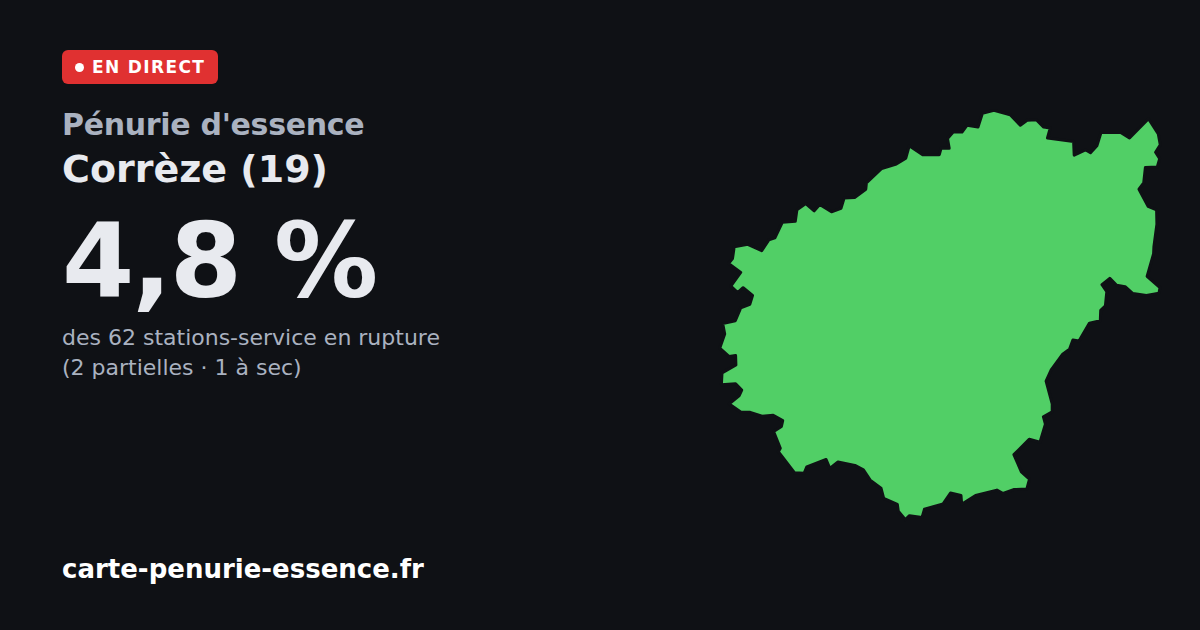 EN DIRECT
Pénurie d'essence
Corrèze (19)
4,8 %
des 62 stations-service en rupture
(2 partielles · 1 à sec)
carte-penurie-essence.fr